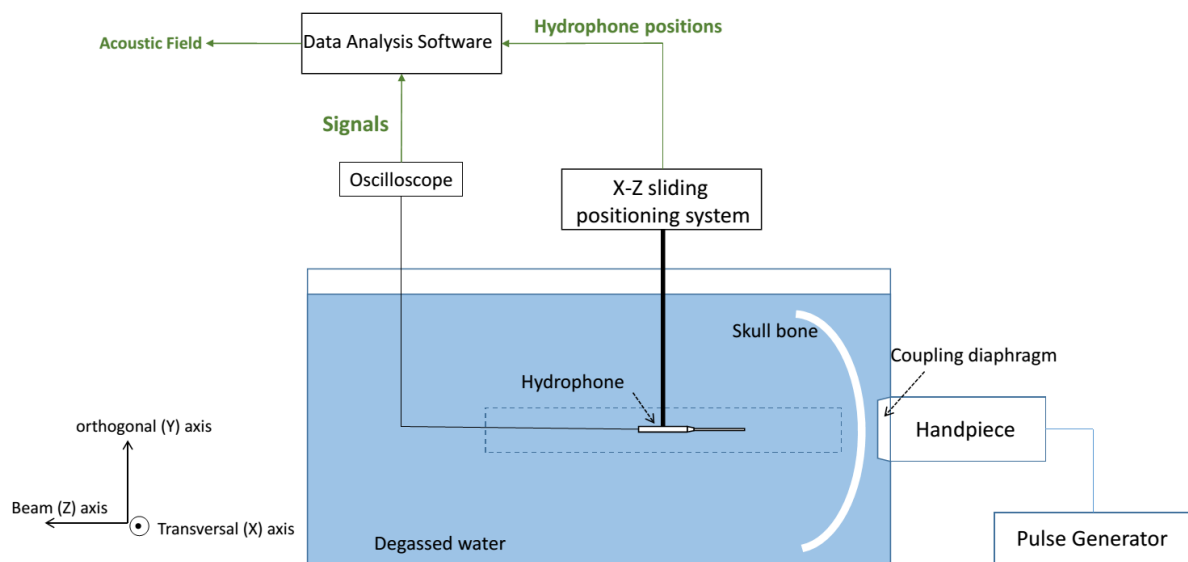 Hydrophone positions
Acoustic Field
Data Analysis Software
Signals
Oscilloscope
X-Z sliding
positioning system
Skull bone
Coupling diaphragm
Hydrophone
orthogonal (Y) axis
Handpiece
Beam (Z) axis
Transversal (X) axis
Degassed water
Pulse Generator